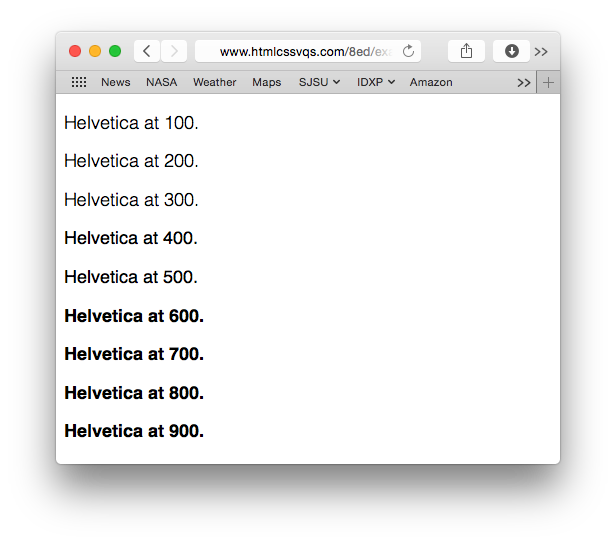 www.htmlcssvqs.com/8ed/exa
News NASA Weather Maps SJSU IDXP Amazon
Helvetica at 100.
Helvetica at 200.
Helvetica at 300.
Helvetica at 400.
Helvetica at 500.
Helvetica at 600.
Helvetica at 700.
Helvetica at 800.
Helvetica at 900.